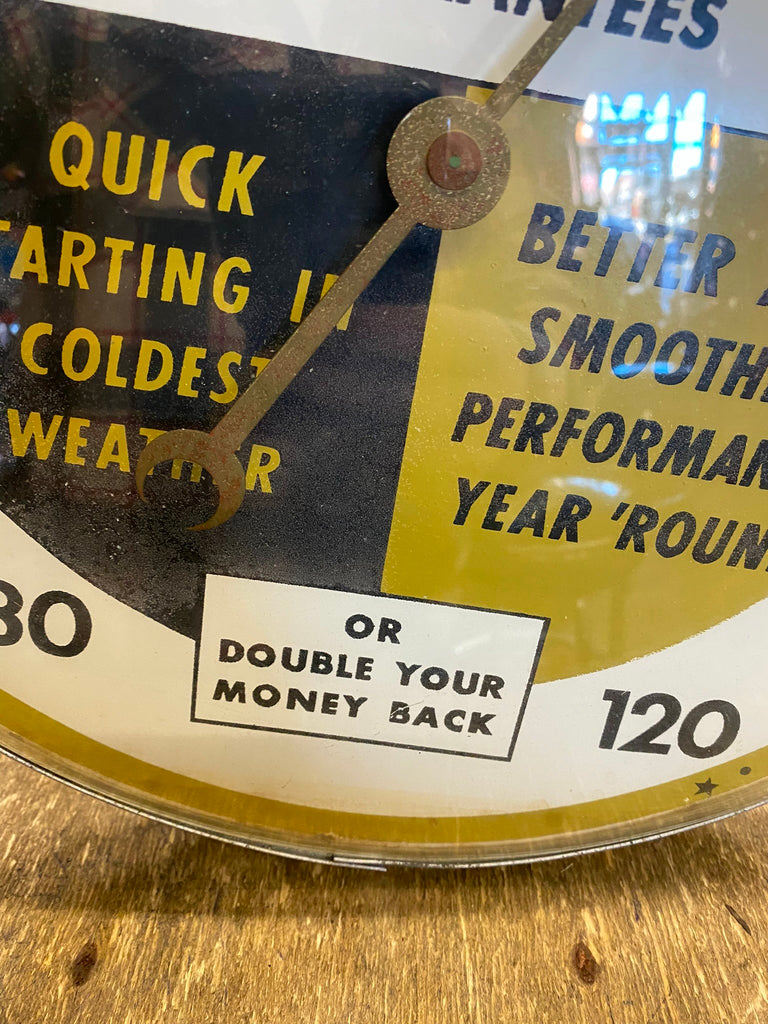 ANTEES
QUICK
TARTING IN
COLDEST
WEATHER
BETTER
SMOOTH
PERFORMAN
YEAR 'ROUN
30
OR
DOUBLE YOUR
MONEY BACK
120